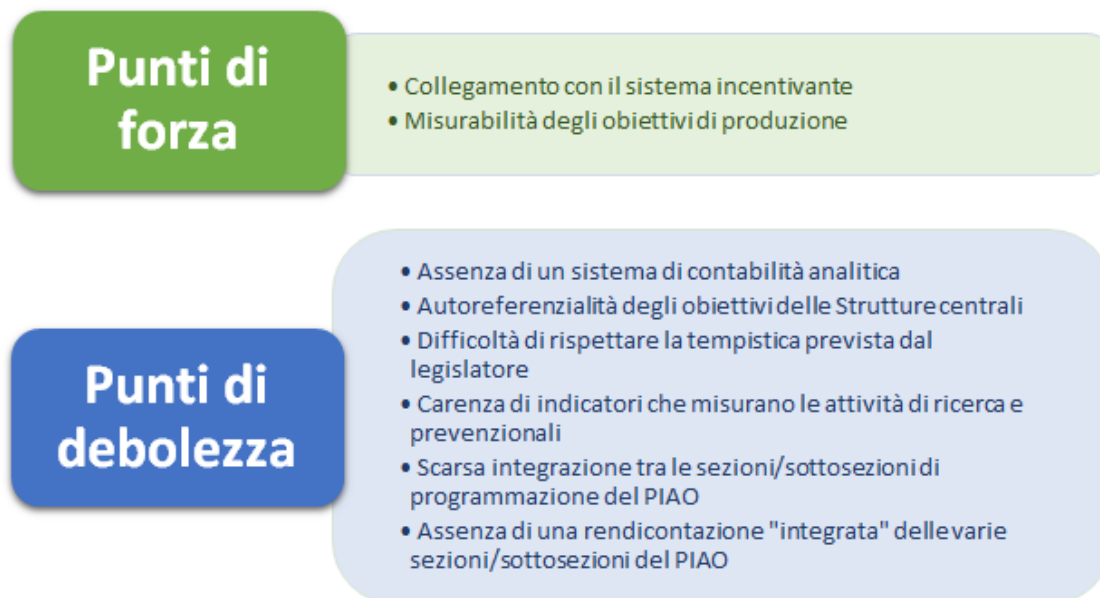 Punti di
forza
• Collegamento con il sistema incentivante
• Misurabilità degli obiettivi di produzione
Punti di
debolezza
• Assenza di un sistema di contabilità analitica
• Autoreferenzialità degli obiettivi delle Strutture centrali
• Difficoltà di rispettare la tempistica prevista dal
legislatore
• Carenza di indicatori che misurano le attività di ricerca e
prevenzionali
• Scarsa integrazione tra le sezioni/sottosezioni di
programmazione del PIAO
• Assenza di una rendicontazione "integrata" delle varie
sezioni/sottosezioni del PIAO